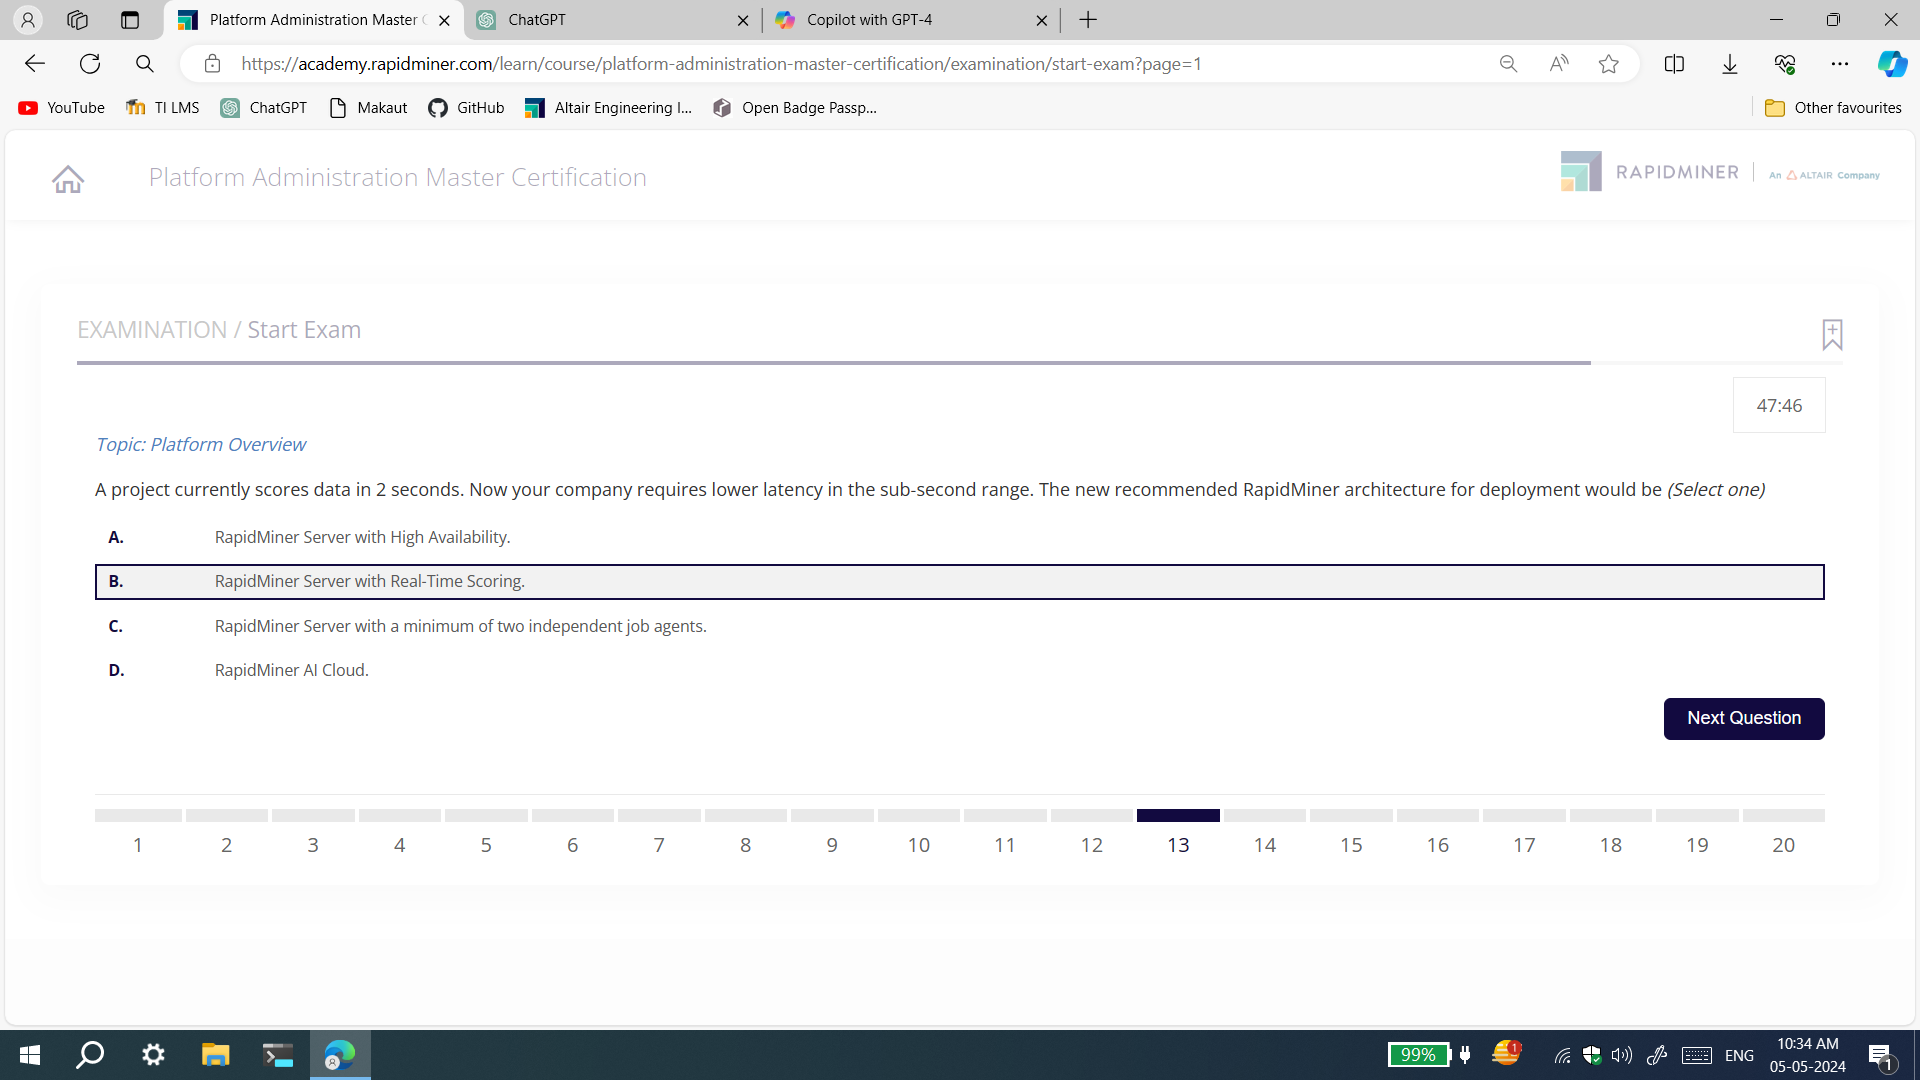 Platform Administration Master C
ChatGPT
Copilot with GPT-4
https://academy.rapidminer.com/learn/course/platform-administration-master-certification/examination/start-exam?page=1
YouTube
TI LMS
ChatGPT
Makaut
GitHub
Altair Engineering I...
Open Badge Passp...
Other favourites
Platform Administration Master Certification
RAPIDMINER
An ALTAIR Company
EXAMINATION / Start Exam
47:46
Topic: Platform Overview
A project currently scores data in 2 seconds. Now your company requires lower latency in the sub-second range. The new recommended RapidMiner architecture for deployment would be (Select one)
A. RapidMiner Server with High Availability.
B. RapidMiner Server with Real-Time Scoring.
C. RapidMiner Server with a minimum of two independent job agents.
D. RapidMiner AI Cloud.
Next Question
1 2 3 4 5 6 7 8 9 10 11 12 13 14 15 16 17 18 19 20
99%
1
ENG
10:34 AM
05-05-2024
1